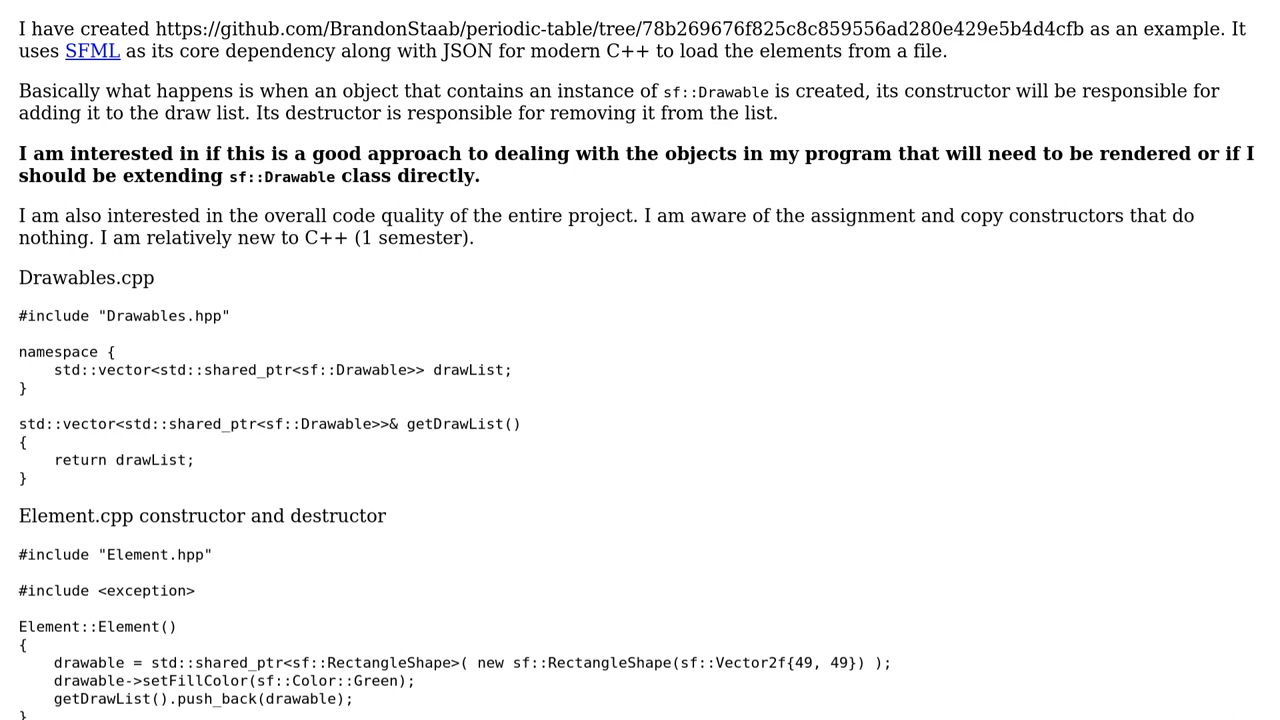 I have created https://github.com/BrandonStaab/periodic-table/tree/78b269676f825c8c859556ad280e429e5b4d4cfb as an example. It
uses SFML as its core dependency along with JSON for modern C++ to load the elements from a file.
Basically what happens is when an object that contains an instance of sf::Drawable is created, its constructor will be responsible for
adding it to the draw list. Its destructor is responsible for removing it from the list.
I am interested in if this is a good approach to dealing with the objects in my program that will need to be rendered or if I
should be extending sf::Drawable class directly.
I am also interested in the overall code quality of the entire project. I am aware of the assignment and copy constructors that do
nothing. I am relatively new to C++ (1 semester).
Drawables.cpp
#include "Drawables.hpp"
namespace {
    std::vector<std::shared_ptr<sf::Drawable>> drawList;
}
std::vector<std::shared_ptr<sf::Drawable>>& getDrawList()
{
    return drawList;
}
Element.cpp constructor and destructor
#include "Element.hpp"
#include <exception>
Element::Element()
{
    drawable = std::shared_ptr<sf::RectangleShape>( new sf::RectangleShape(sf::Vector2f{49, 49}) );
    drawable->setFillColor(sf::Color::Green);
    getDrawList().push_back(drawable);
}